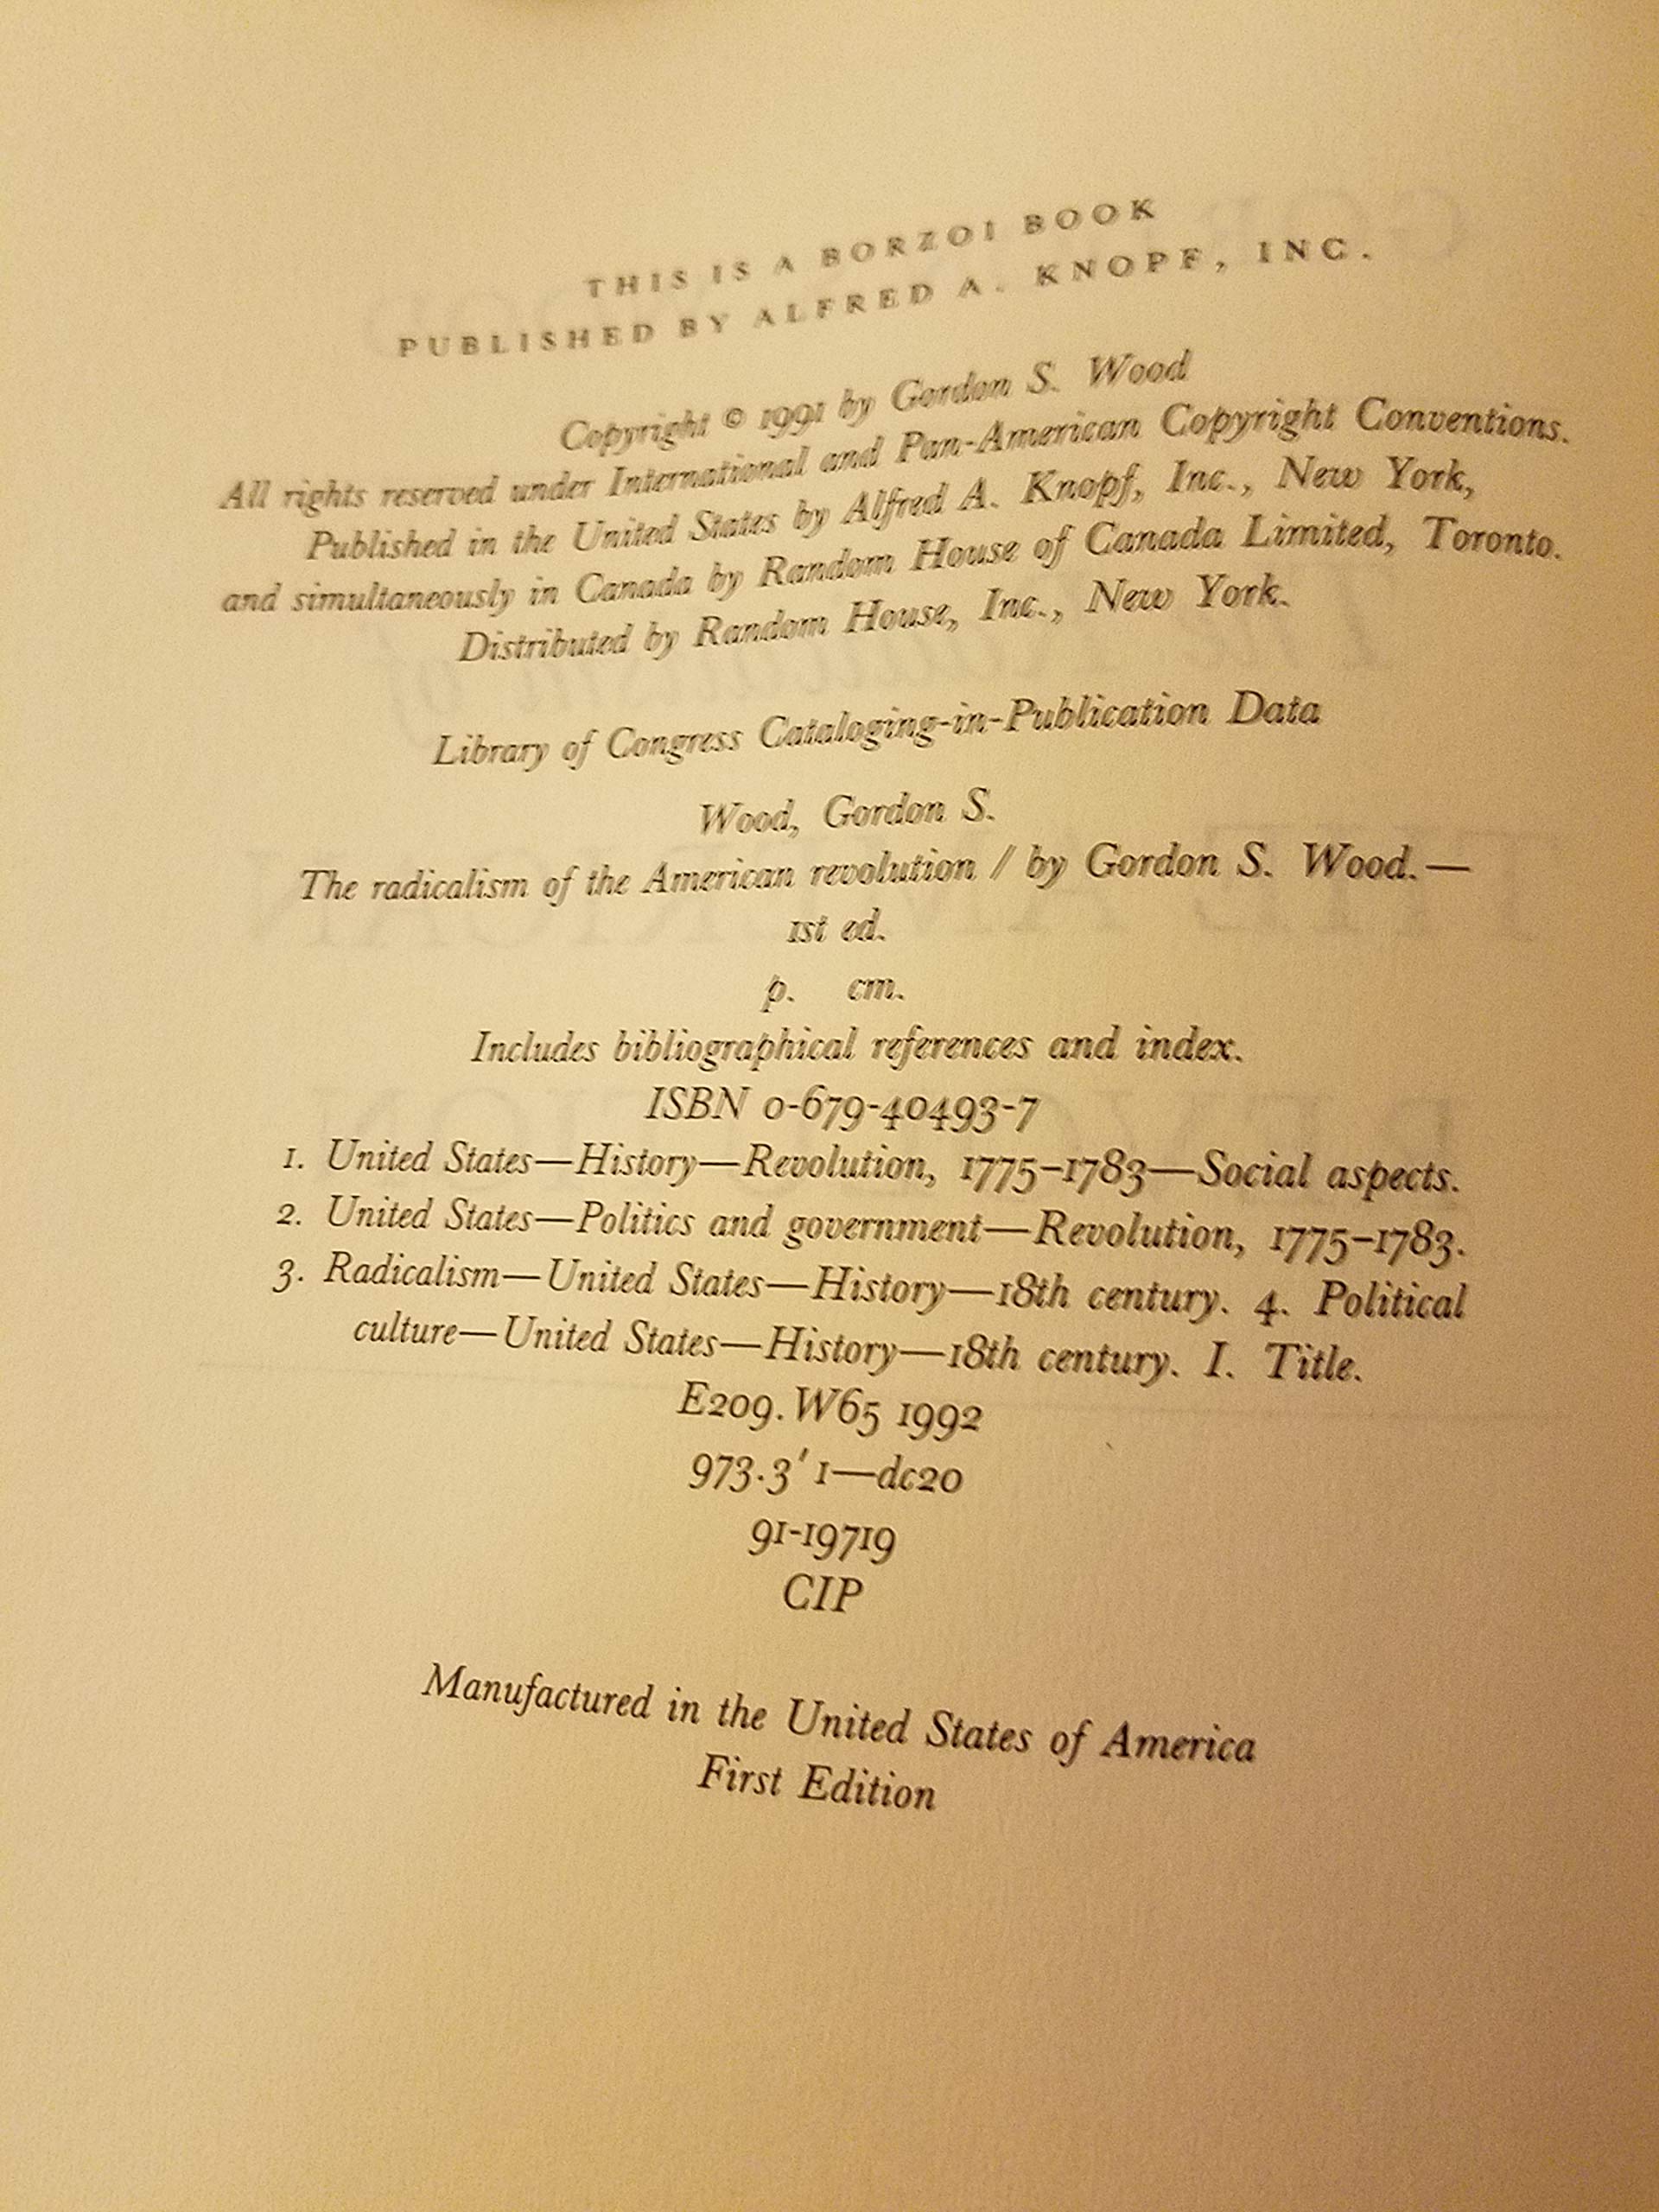 THIS IS A BORZOI BOOK
PUBLISHED BY ALFRED A. KNOPF, INC.
Copyright © 1991 by Gordon S. Wood
All rights reserved under International and Pan-American Copyright Conventions.
Published in the United States by Alfred A. Knopf, Inc., New York,
and simultaneously in Canada by Random House of Canada Limited, Toronto.
Distributed by Random House, Inc., New York.
Library of Congress Cataloging-in-Publication Data
Wood, Gordon S.
The radicalism of the American revolution / by Gordon S. Wood.—
1st ed.
p. cm.
Includes bibliographical references and index.
ISBN 0-679-40493-7
1. United States—History—Revolution, 1775–1783—Social aspects.
2. United States—Politics and government—Revolution, 1775–1783.
3. Radicalism—United States—History—18th century. 4. Political
culture—United States—History—18th century. I. Title.
E209.W65 1992
973.3'1—dc20
91-19719
CIP
Manufactured in the United States of America
First Edition